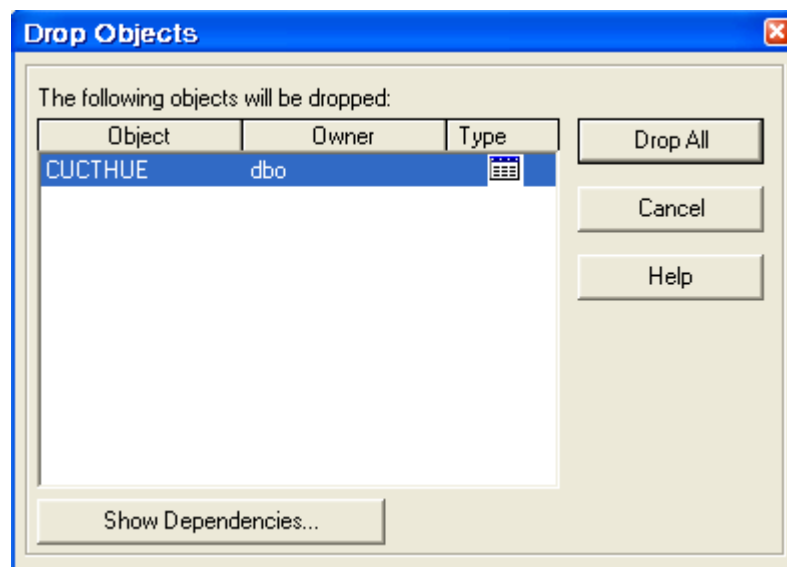 Drop Objects
The following objects will be dropped:
Object Owner Type
CUCTHUE dbo
Drop All
Cancel
Help
Show Dependencies...